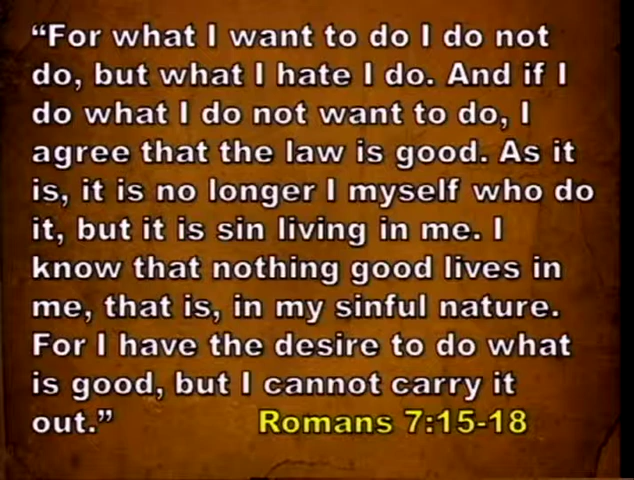 “For what I want to do I do not
do, but what I hate I do. And if I
do what I do not want to do, I
agree that the law is good. As it
is, it is no longer I myself who do
it, but it is sin living in me. I
know that nothing good lives in
me, that is, in my sinful nature.
For I have the desire to do what
is good, but I cannot carry it
out.” Romans 7:15-18